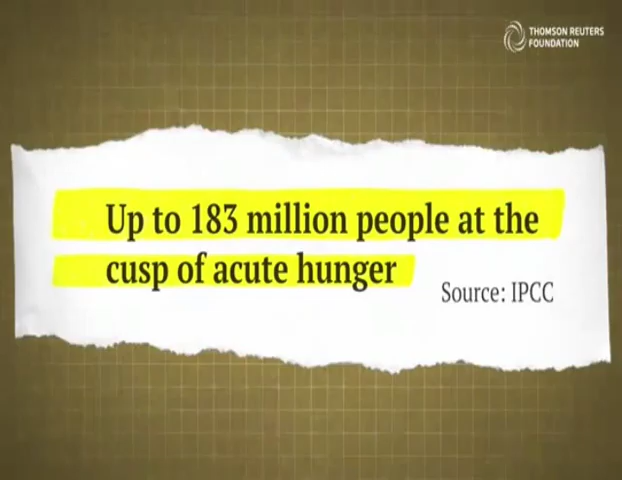 THOMSON REUTERS
FOUNDATION
Up to 183 million people at the
cusp of acute hunger
Source: IPCC